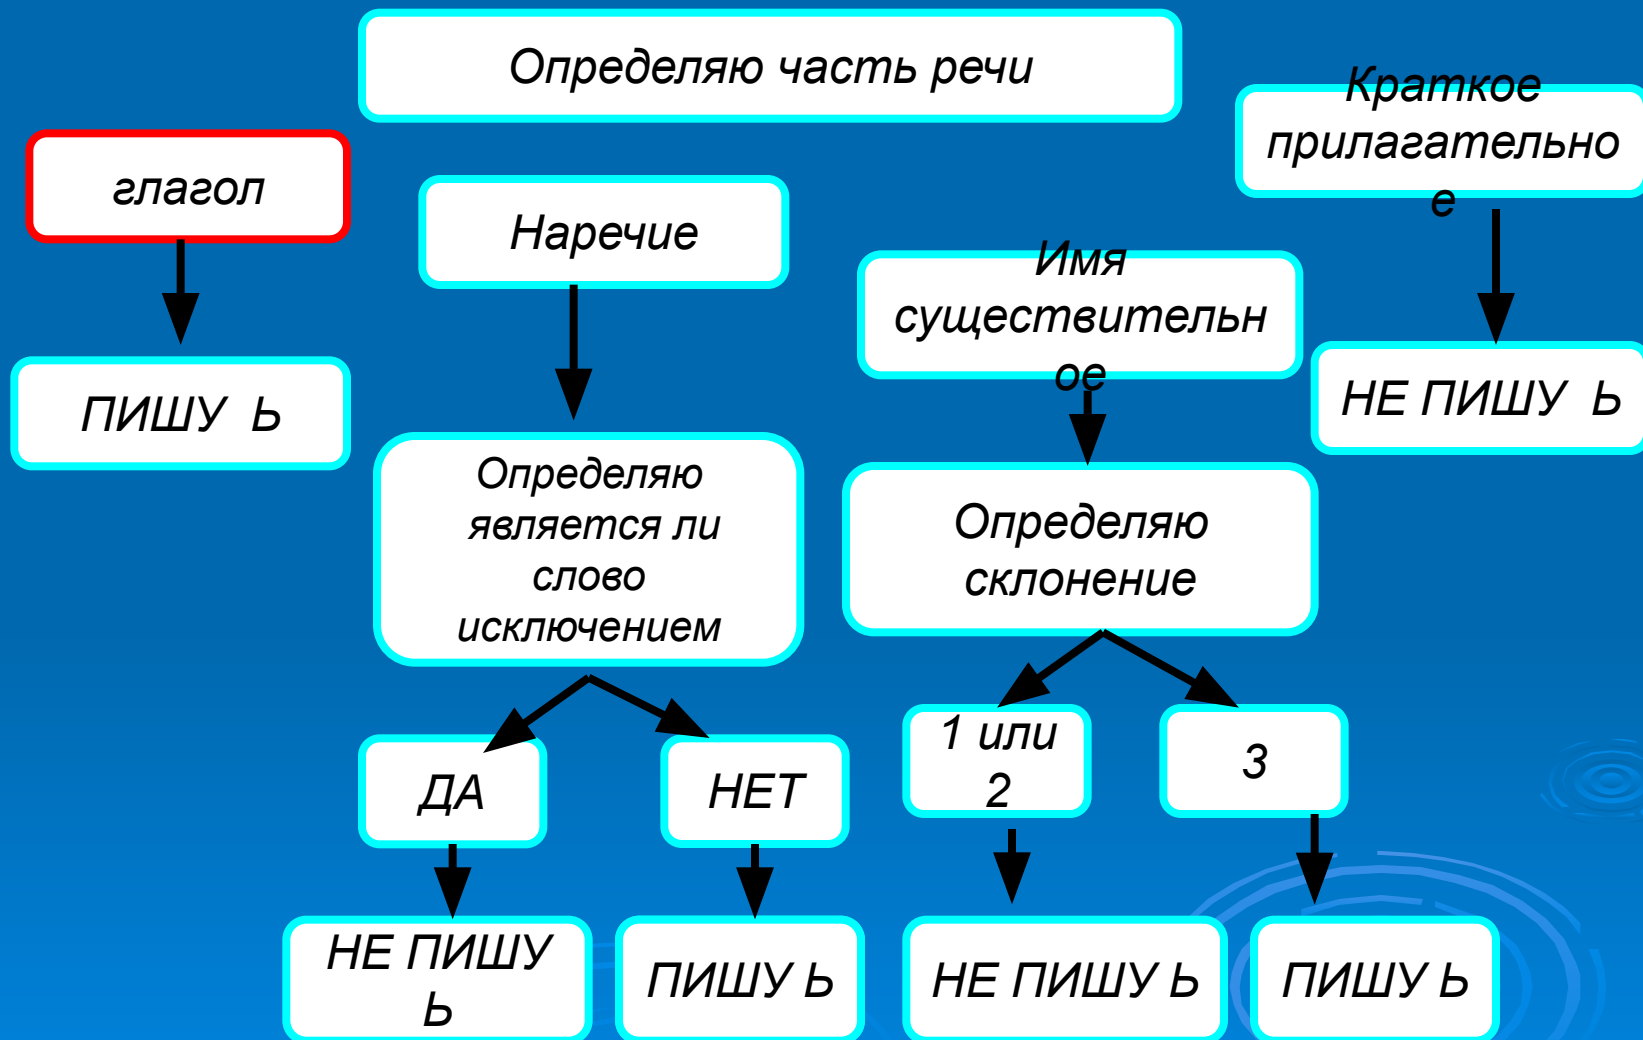 Определяю часть речи
Краткое
прилагательно
е
глагол
Наречие
Имя
существительн
ое
ПИШУ Ь
НЕ ПИШУ Ь
Определяю
является ли
слово
исключением
Определяю
склонение
ДА
НЕТ
1 или
2
3
НЕ ПИШУ
Ь
ПИШУ Ь
НЕ ПИШУ Ь
ПИШУ Ь